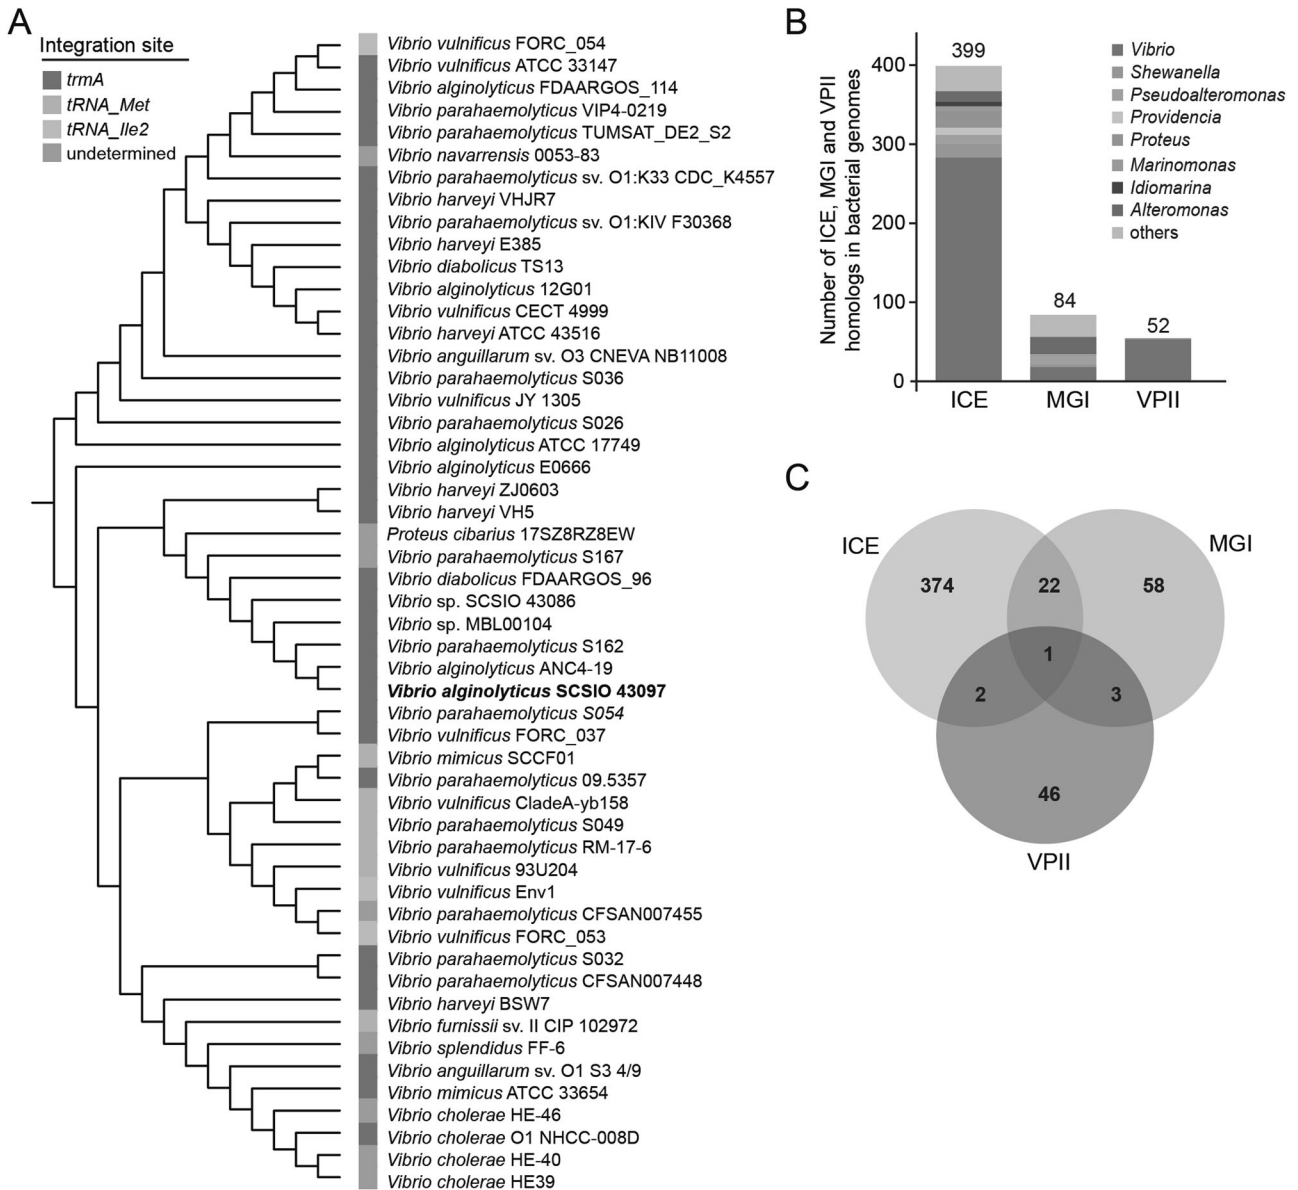 A
Integration site
trmA
tRNA_Met
tRNA_Ile2
undetermined
Vibrio vulnificus FORC_054
Vibrio vulnificus ATCC 33147
Vibrio alginolyticus FDAARGOS_114
Vibrio parahaemolyticus VIP4-0219
Vibrio parahaemolyticus TUMSAT_DE2_S2
Vibrio navarrensis 0053-83
Vibrio parahaemolyticus sv. O1:K33 CDC_K4557
Vibrio harveyi VHJR7
Vibrio parahaemolyticus sv. O1:KIV F30368
Vibrio harveyi E385
Vibrio diabolicus TS13
Vibrio alginolyticus 12G01
Vibrio vulnificus CECT 4999
Vibrio harveyi ATCC 43516
Vibrio anguillarum sv. O3 CNEVA NB11008
Vibrio parahaemolyticus S036
Vibrio vulnificus JY 1305
Vibrio parahaemolyticus S026
Vibrio alginolyticus ATCC 17749
Vibrio alginolyticus E0666
Vibrio harveyi ZJ0603
Vibrio harveyi VH5
Proteus cibarius 17SZ8RZ8EW
Vibrio parahaemolyticus S167
Vibrio diabolicus FDAARGOS_96
Vibrio sp. SCSIO 43086
Vibrio sp. MBL00104
Vibrio parahaemolyticus S162
Vibrio alginolyticus ANC4-19
Vibrio alginolyticus SCSIO 43097
Vibrio parahaemolyticus S054
Vibrio vulnificus FORC_037
Vibrio mimicus SCCF01
Vibrio parahaemolyticus 09.5357
Vibrio vulnificus CladeA-yb158
Vibrio parahaemolyticus S049
Vibrio parahaemolyticus RM-17-6
Vibrio vulnificus 93U204
Vibrio vulnificus Env1
Vibrio parahaemolyticus CFSAN007455
Vibrio vulnificus FORC_053
Vibrio parahaemolyticus S032
Vibrio parahaemolyticus CFSAN007448
Vibrio harveyi BSW7
Vibrio furnissii sv. II CIP 102972
Vibrio splendidus FF-6
Vibrio anguillarum sv. O1 S3 4/9
Vibrio mimicus ATCC 33654
Vibrio cholerae HE-46
Vibrio cholerae O1 NHCC-008D
Vibrio cholerae HE-40
Vibrio cholerae HE39
B
Number of ICE, MGI and VPII
homologs in bacterial genomes
400
300
200
100
0
399
84
52
ICE
MGI
VPII
Vibrio
Shewanella
Pseudoalteromonas
Providencia
Proteus
Marinomonas
Idiomarina
Alteromonas
others
C
ICE
MGI
374
22
58
1
2
3
46
VPII